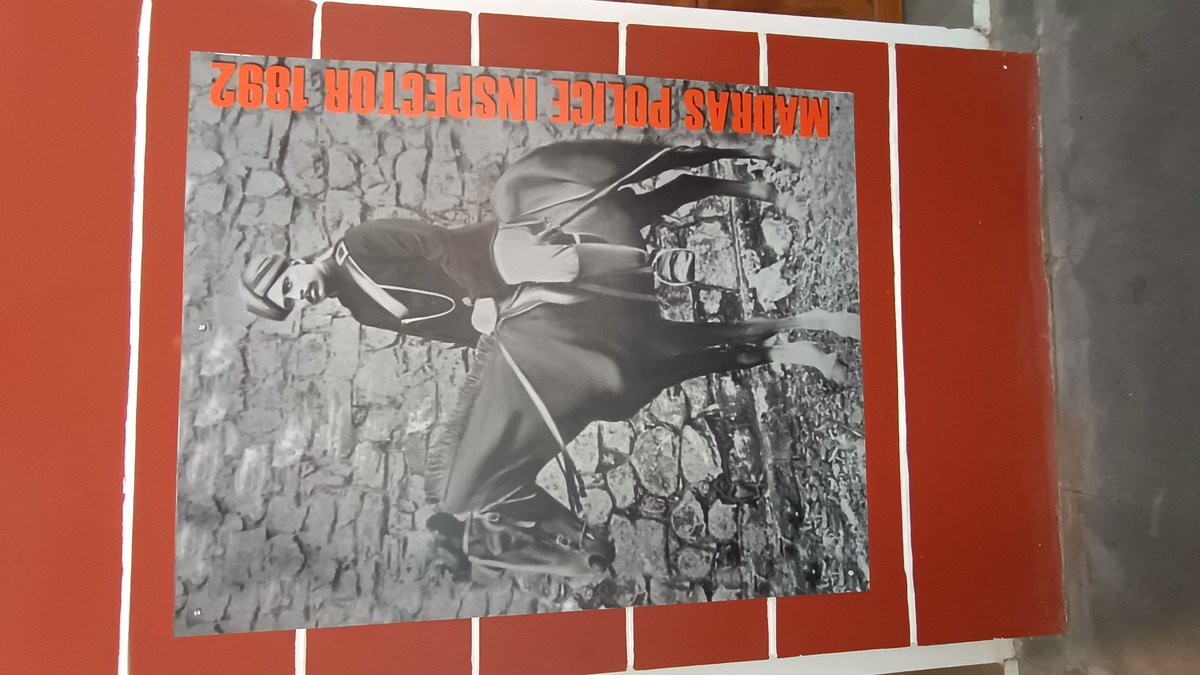 MADRAS POLICE INSPECTOR 1892